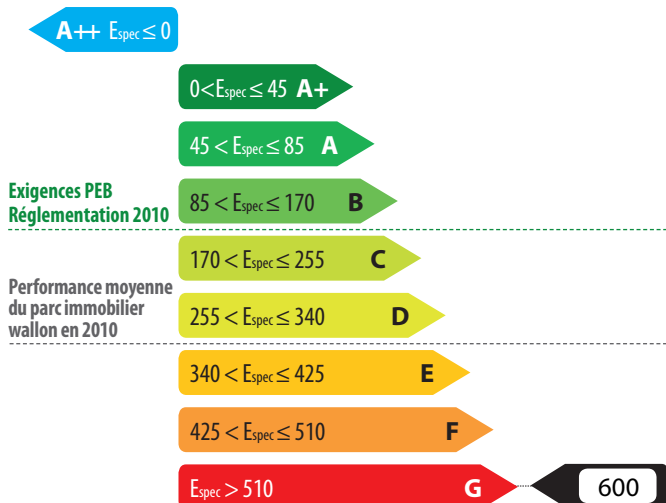 A++ Espec ≤ 0
0<Espec ≤ 45 A+
45 < Espec ≤ 85 A
Exigences PEB
Réglementation 2010
85 < Espec ≤ 170 B
170 < Espec ≤ 255 C
Performance moyenne
du parc immobilier
wallon en 2010
255 < Espec ≤ 340 D
340 < Espec ≤ 425 E
425 < Espec ≤ 510 F
Espec > 510 G
600